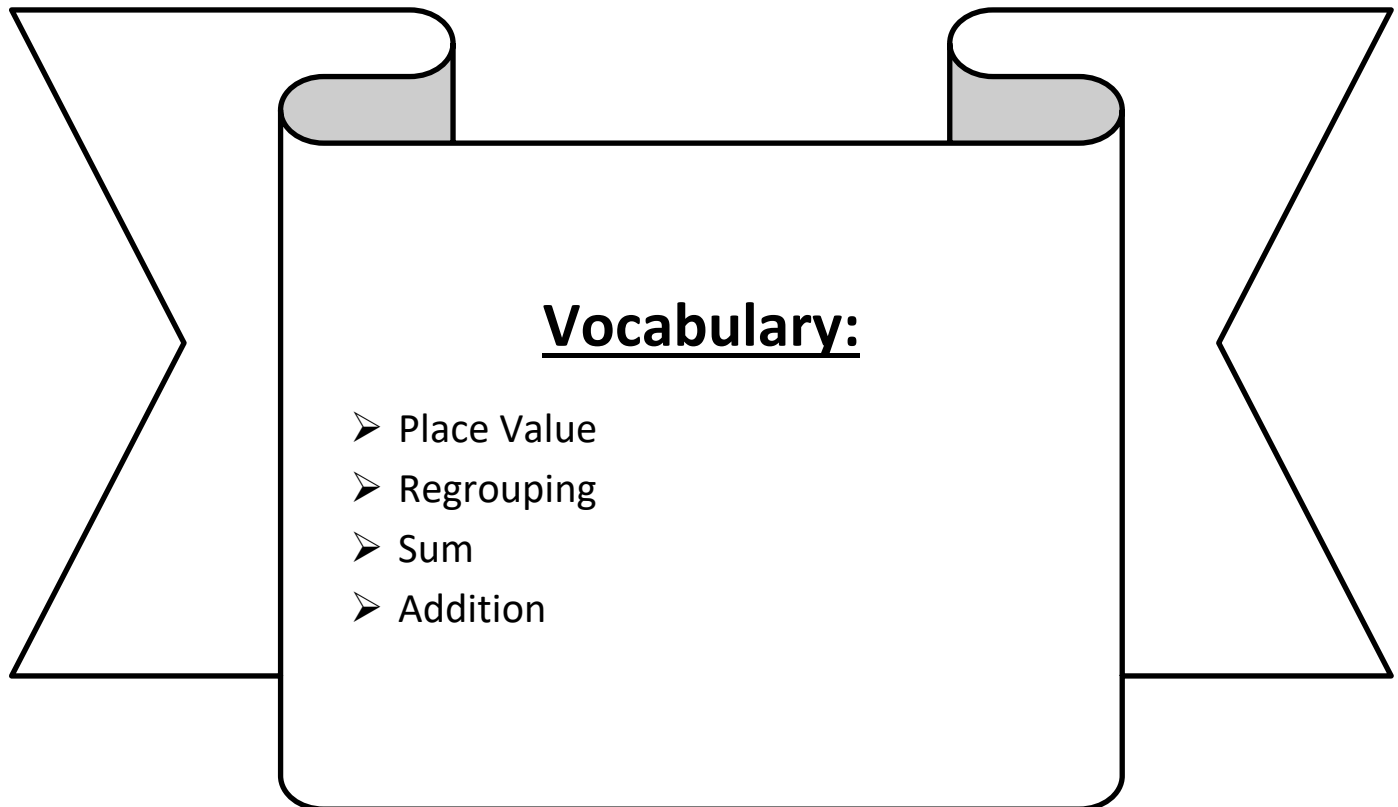 Vocabulary:
➢ Place Value
➢ Regrouping
➢ Sum
➢ Addition